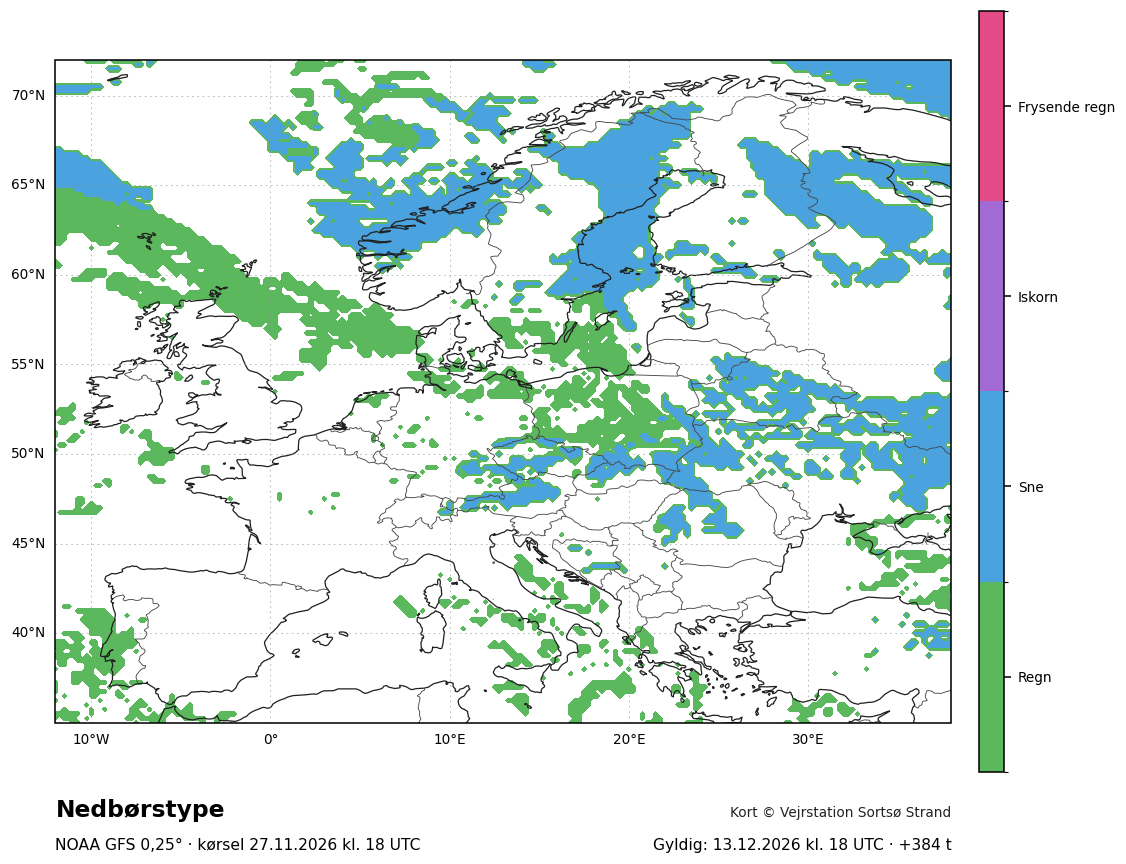 Frysende regn
Iskorn
Sne
Regn
70°N
65°N
60°N
55°N
50°N
45°N
40°N
10°W
0°
10°E
20°E
30°E
Nedbørstype
Kort © Vejrstation Sortsø Strand
NOAA GFS 0,25° · kørsel 27.11.2026 kl. 18 UTC
Gyldig: 13.12.2026 kl. 18 UTC · +384 t